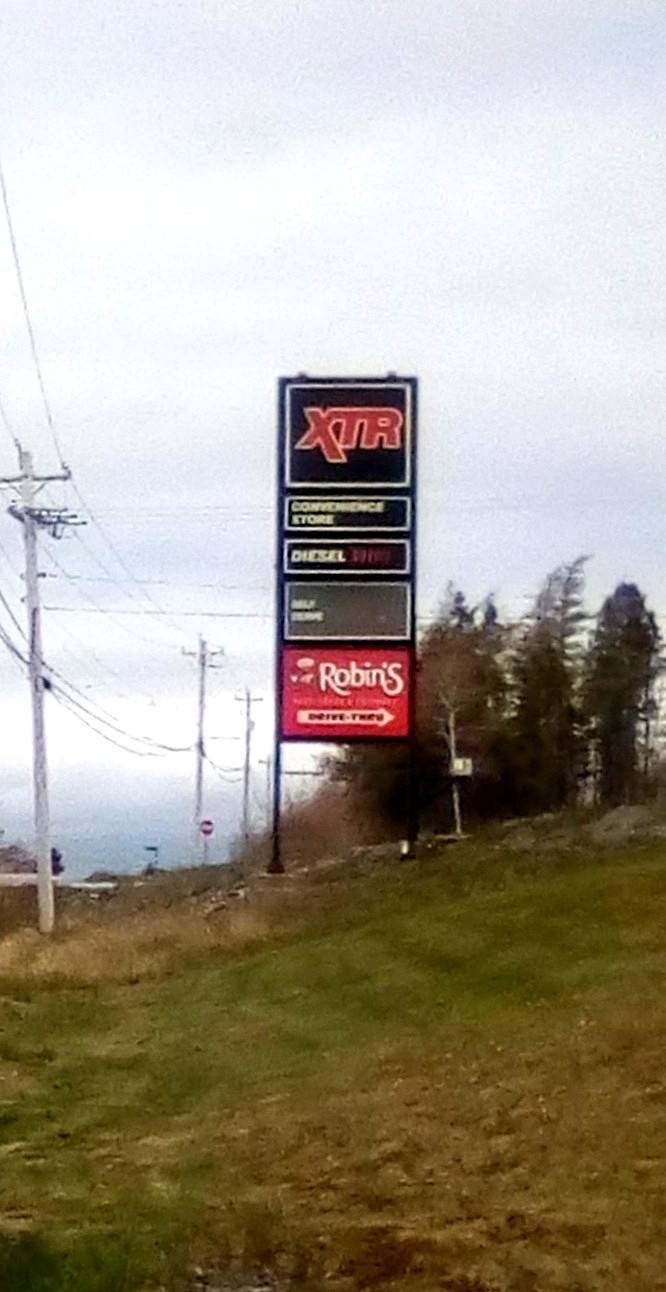 XTR
CONVENIENCE
STORE
DIESEL
SELF
SERVE
Robin's
DRIVE-THRU